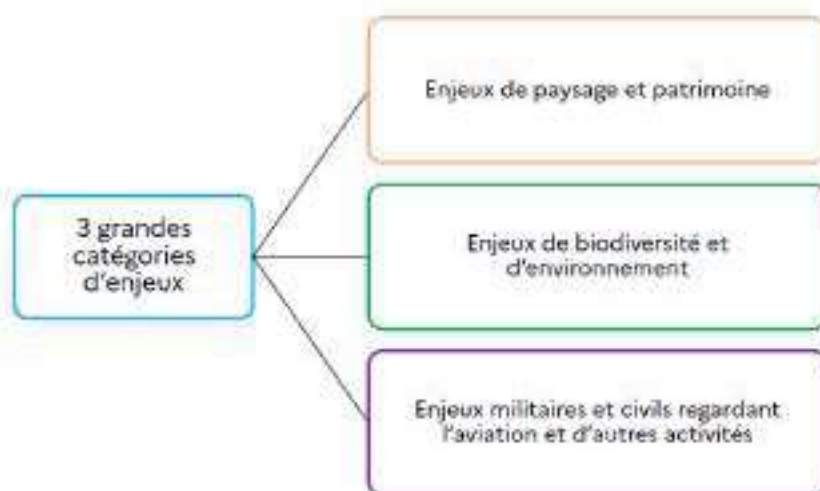 Enjeux de paysage et patrimoine
3 grandes
catégories
d'enjeux
Enjeux de biodiversité et
d'environnement
Enjeux militaires et civils regardant
l'aviation et d'autres activités